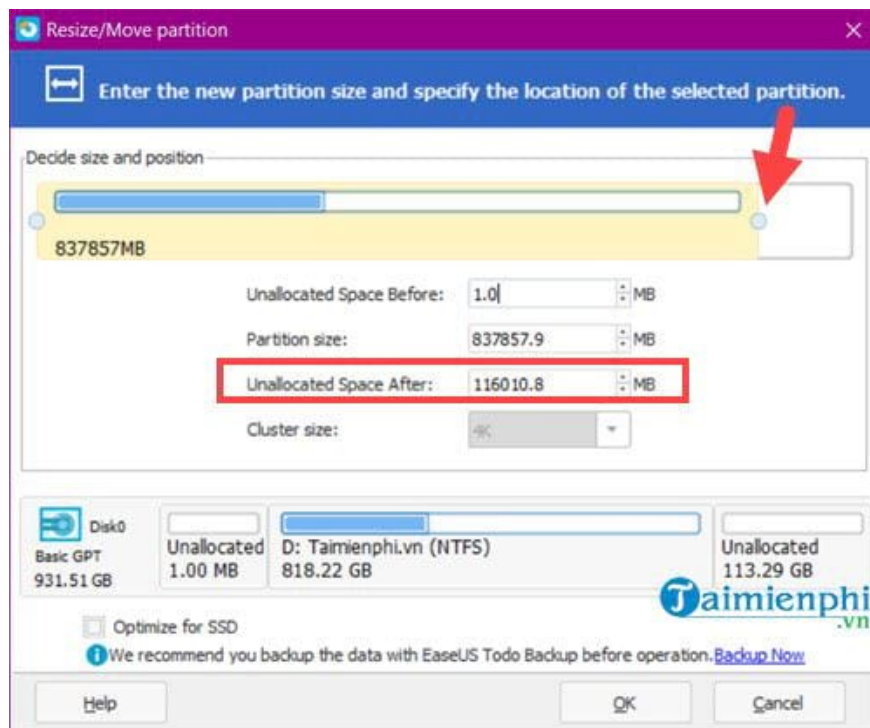 Resize/Move partition
Enter the new partition size and specify the location of the selected partition.
Decide size and position
837857MB
Unallocated Space Before: 1.0 MB
Partition size: 837857.9 MB
Unallocated Space After: 116010.8 MB
Cluster size: 4K
Disk0
Basic GPT
931.51 GB
Unallocated
1.00 MB
D: Taimienphi.vn (NTFS)
818.22 GB
Unallocated
113.29 GB
Taimienphi
.vn
Optimize for SSD
We recommend you backup the data with EaseUS Todo Backup before operation. Backup Now
Help OK Cancel